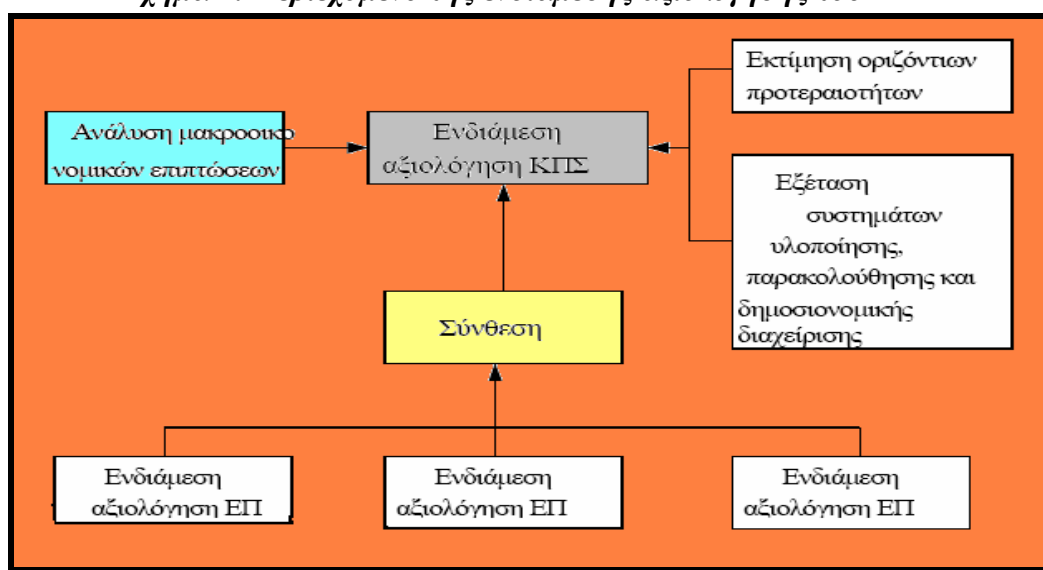 Εκτίμηση οριζόντιων
προτεραιοτήτων
Ανάλυση μακροοικο
νομικών επιπτώσεων
Ενδιάμεση
αξιολόγηση ΚΠΣ
Εξέταση
συστημάτων
υλοποίησης,
παρακολούθησης και
δημοσιονομικής
διαχείρισης
Σύνθεση
Ενδιάμεση
αξιολόγηση ΕΠ
Ενδιάμεση
αξιολόγηση ΕΠ
Ενδιάμεση
αξιολόγηση ΕΠ